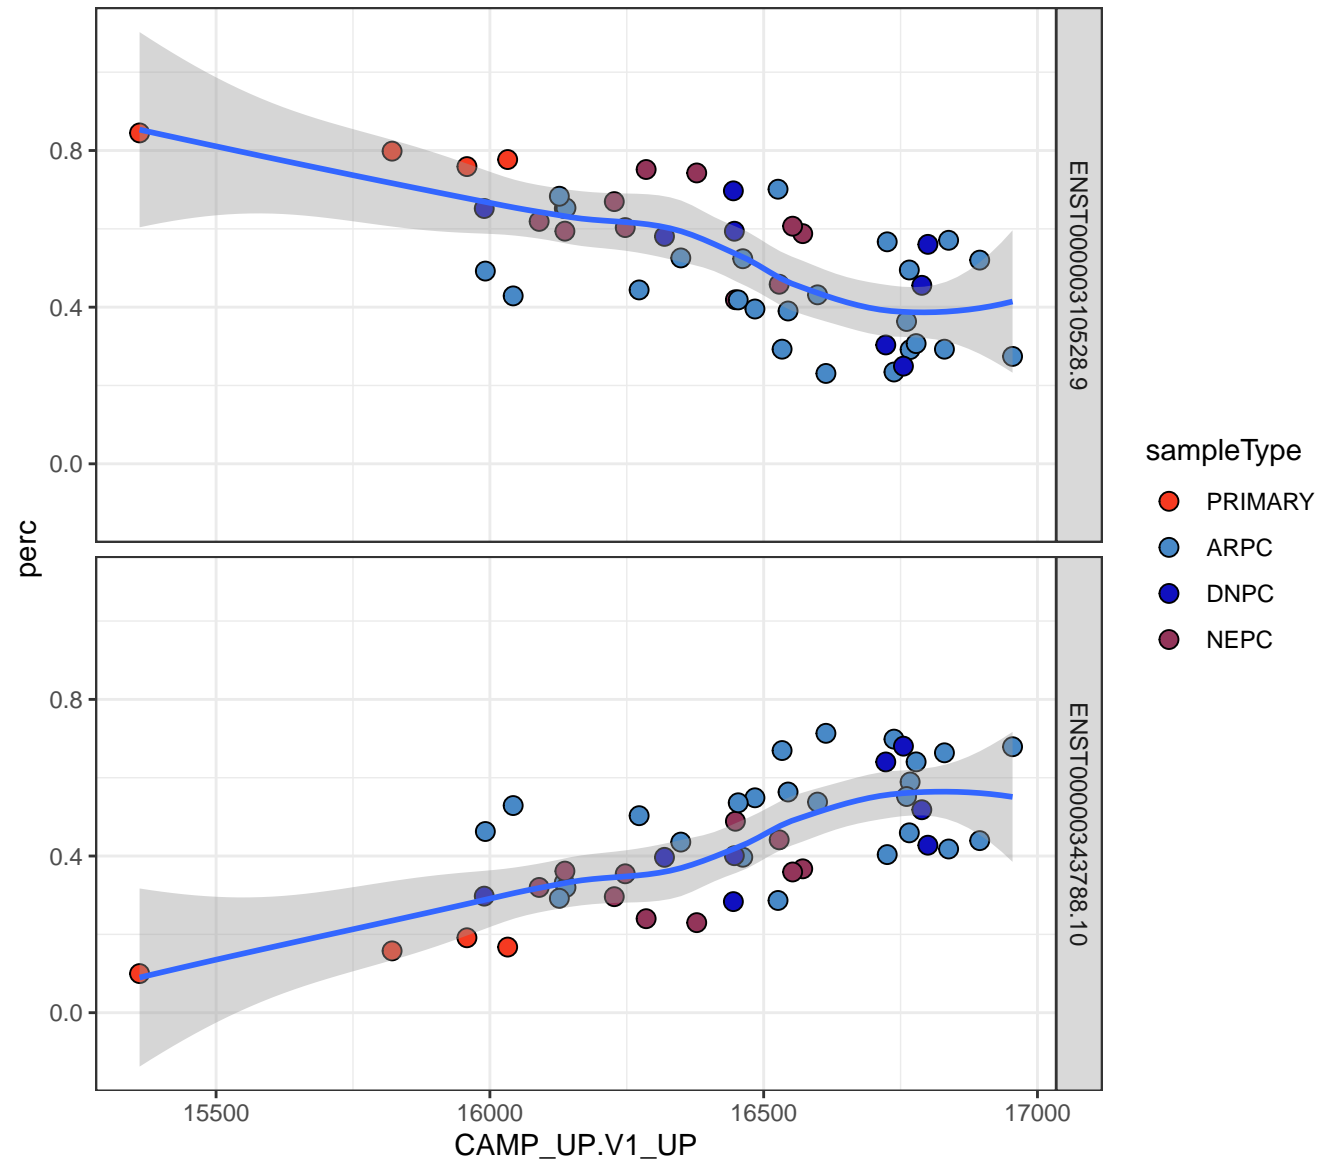 0.8
0.4
0.0
ENST00000310528.9
perc
0.8
0.4
0.0
ENST00000343788.10
15500
16000
16500
17000
CAMP_UP.V1_UP
sampleType
PRIMARY
ARPC
DNPC
NEPC